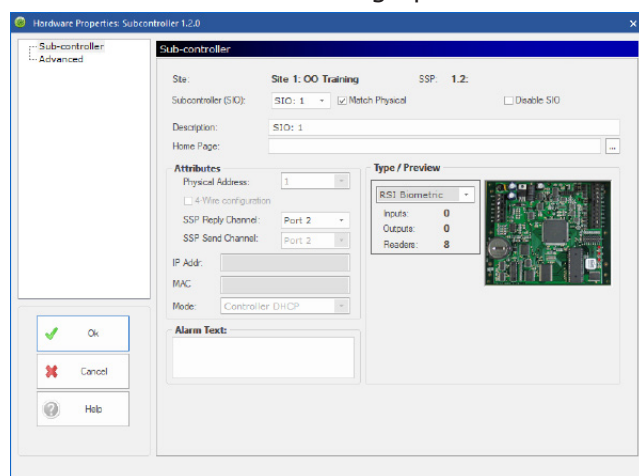 Hardware Properties: Subcontroller 1.2.0
Sub-controller
Advanced
Sub-controller
Site: Site 1: OO Training SSP: 1.2:
Subcontroller (SIO): SIO: 1 Match Physical Disable SIO
Description: SIO: 1
Home Page: ...
Attributes
Physical Address: 1
4-Wire configuration
SSP Reply Channel: Port 2
SSP Send Channel: Port 2
IP Addr:
MAC
Mode: Controller DHCP
Type / Preview
RSI Biometric
Inputs: 0
Outputs: 0
Readers: 8
Alarm Text:
Ok
Cancel
Help